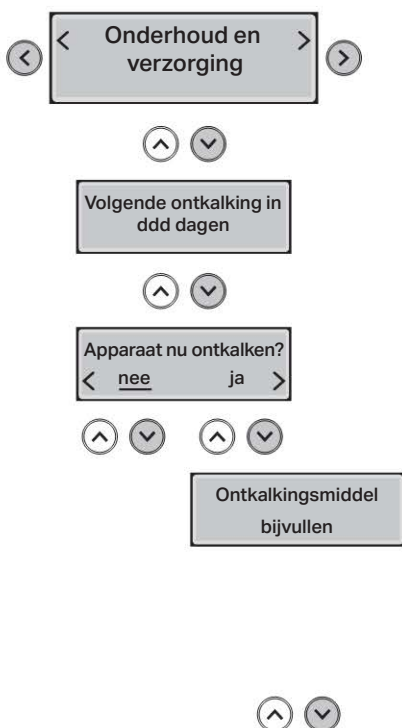 Onderhoud en
verzorging
Volgende ontkalking in
ddd dagen
Apparaat nu ontkalken?
nee ja
Ontkalkingsmiddel
bijvullen